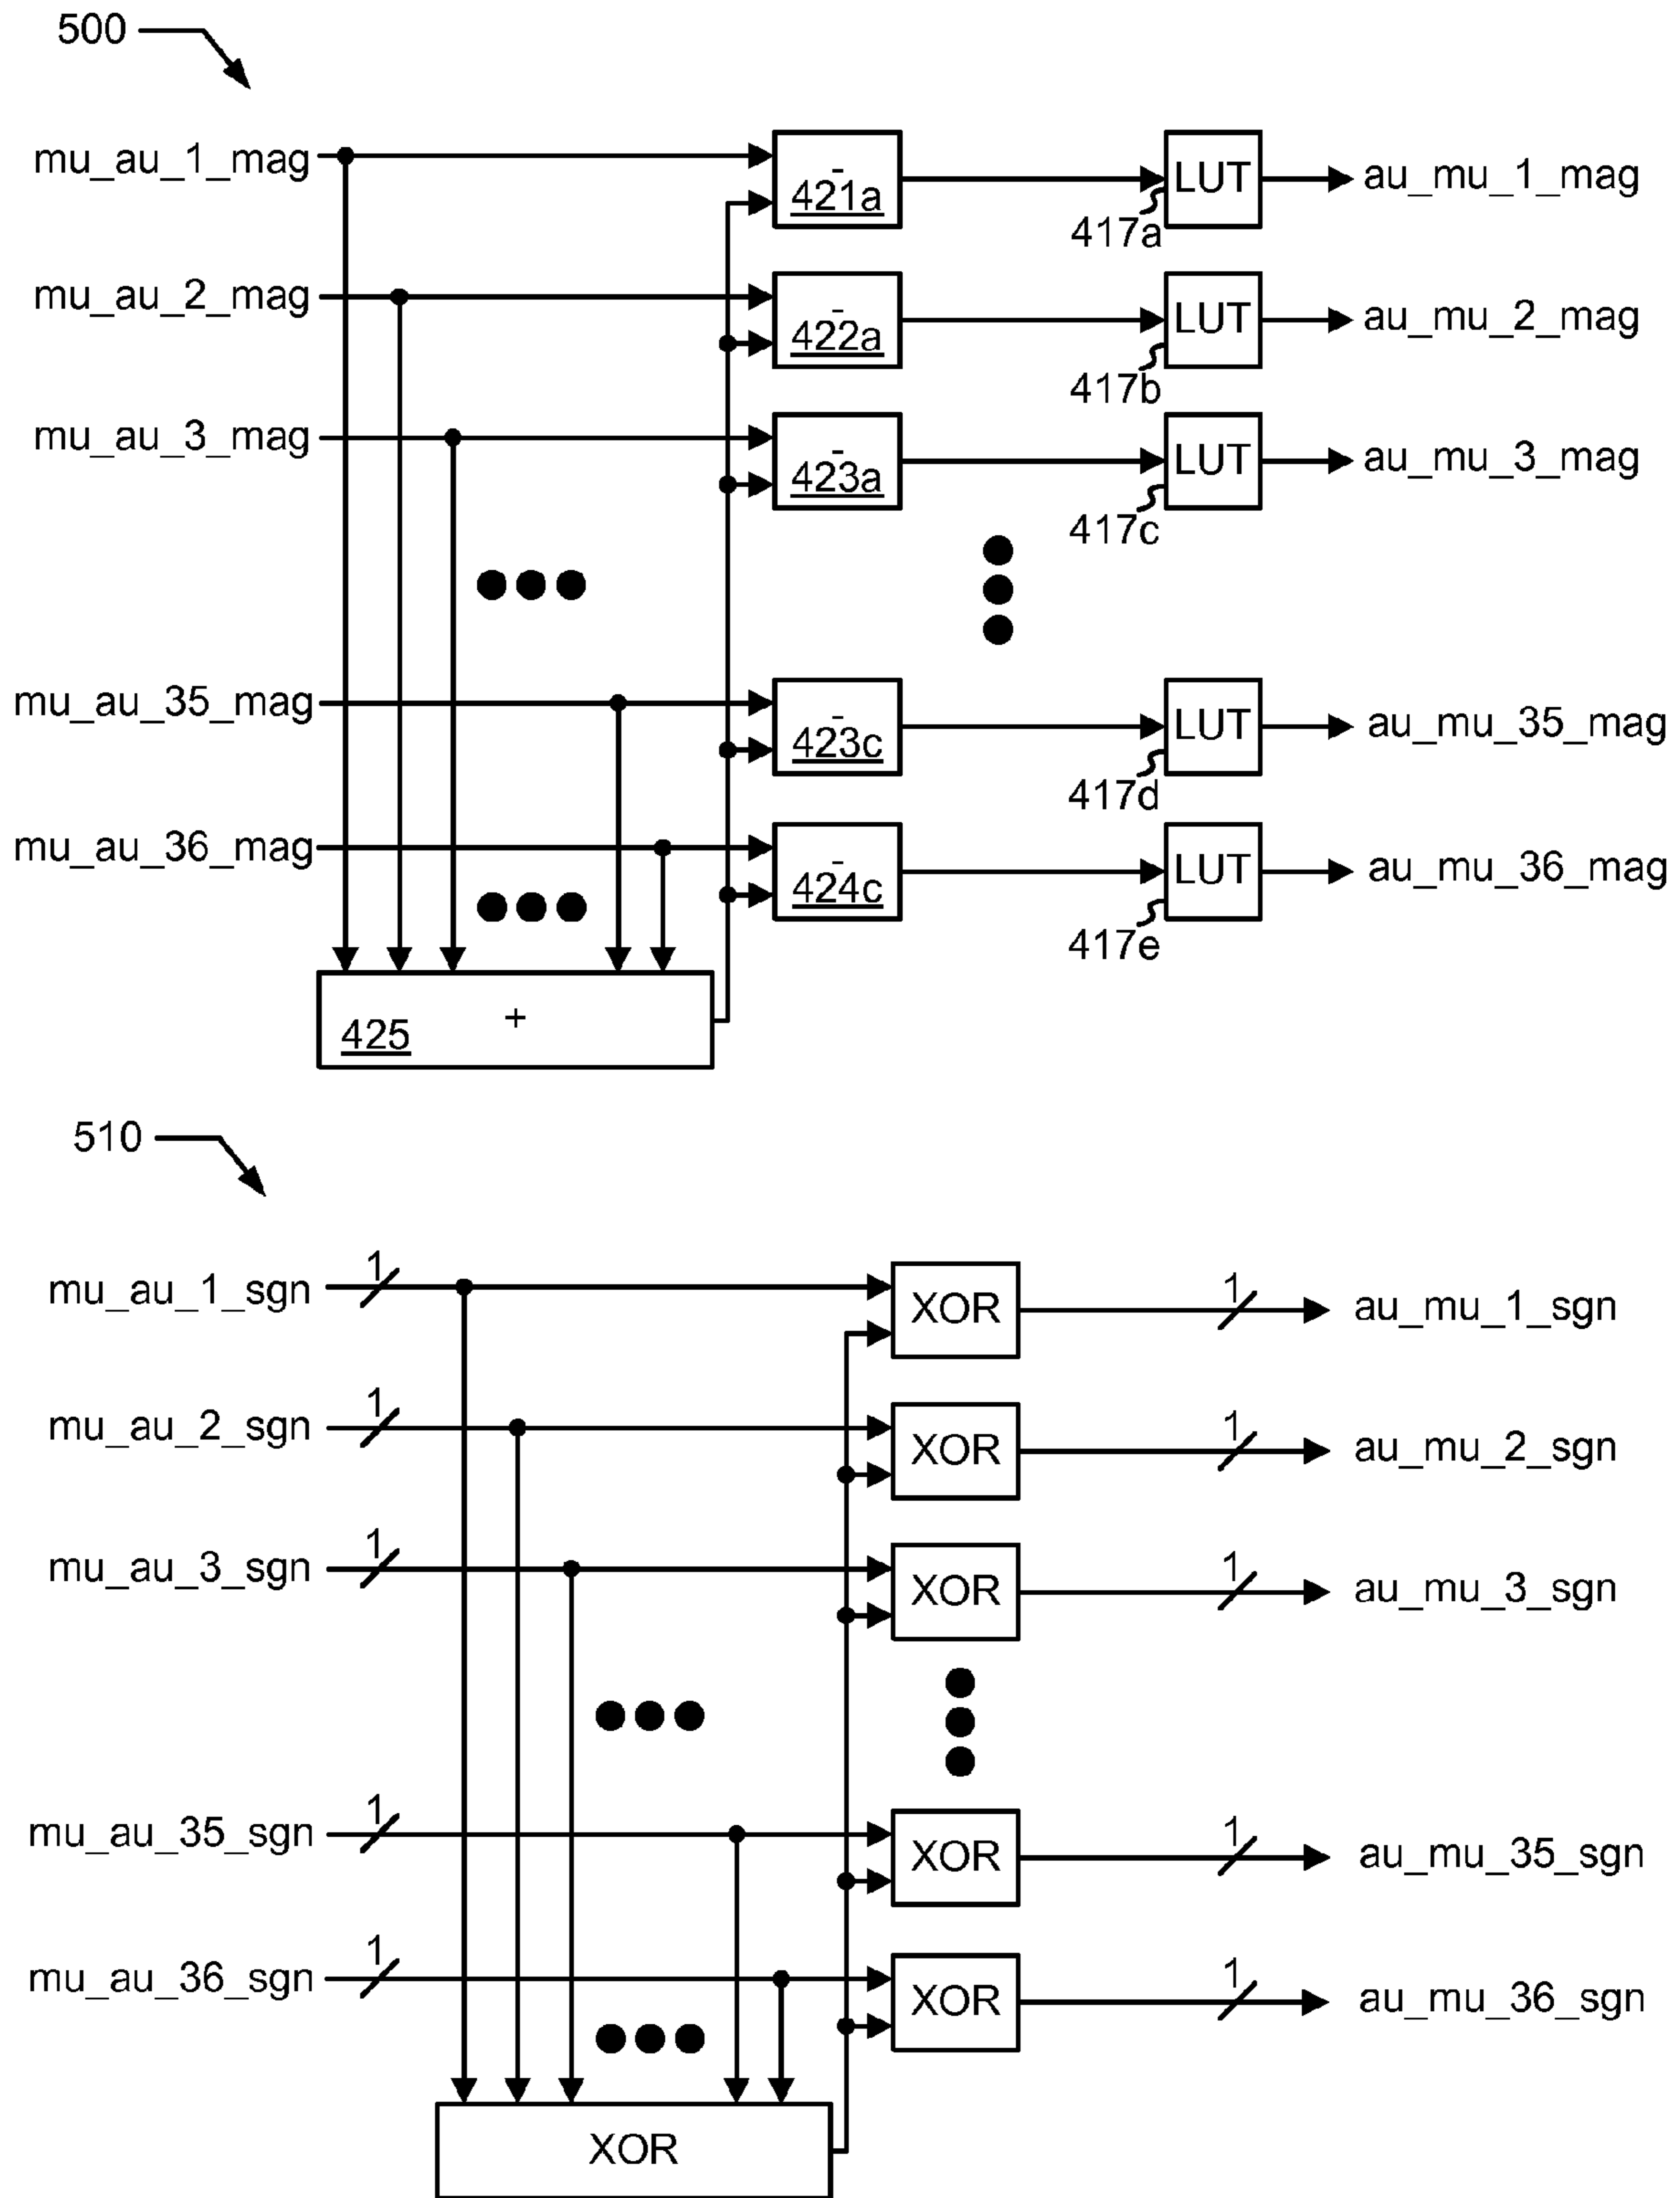 500
mu_au_1_mag
-
421a
LUT
au_mu_1_mag
417a
mu_au_2_mag
-
422a
LUT
au_mu_2_mag
417b
mu_au_3_mag
-
423a
LUT
au_mu_3_mag
417c
mu_au_35_mag
-
423c
LUT
au_mu_35_mag
417d
mu_au_36_mag
-
424c
LUT
au_mu_36_mag
417e
+
425
510
mu_au_1_sgn
1
XOR
1
au_mu_1_sgn
mu_au_2_sgn
1
XOR
1
au_mu_2_sgn
mu_au_3_sgn
1
XOR
1
au_mu_3_sgn
mu_au_35_sgn
1
XOR
1
au_mu_35_sgn
mu_au_36_sgn
1
XOR
1
au_mu_36_sgn
XOR